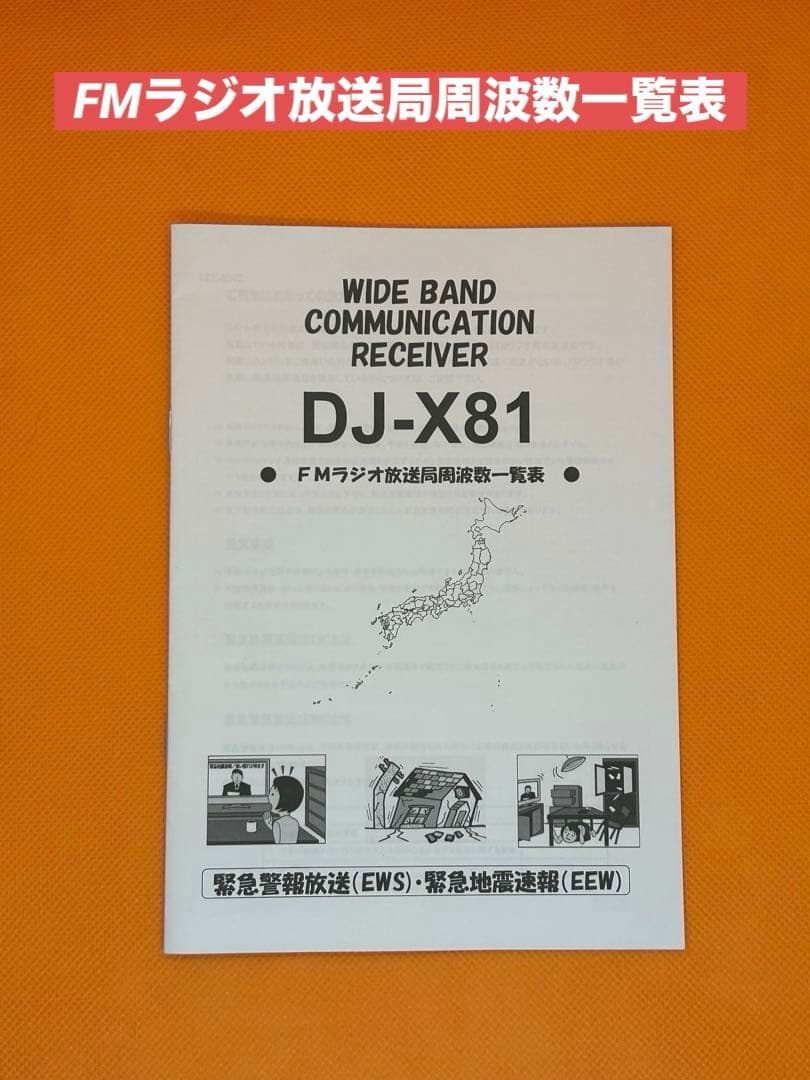 FMラジオ放送局周波数一覧表
WIDE BAND
COMMUNICATION
RECEIVER
DJ-X81
● FMラジオ放送局周波数一覧表 ●
緊急警報放送(EWS)・緊急地震速報(EEW)